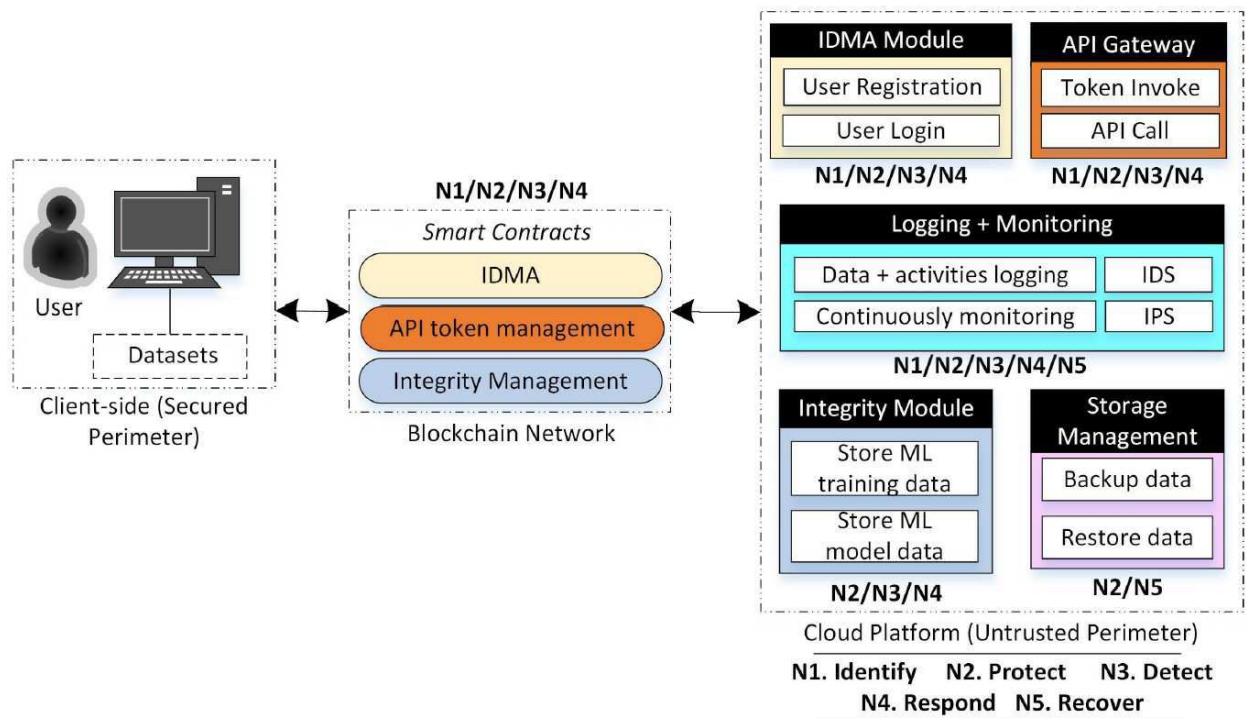 User
Datasets
Client-side (Secured
Perimeter)
N1/N2/N3/N4
Smart Contracts
IDMA
API token management
Integrity Management
Blockchain Network
IDMA Module
User Registration
User Login
N1/N2/N3/N4
API Gateway
Token Invoke
API Call
N1/N2/N3/N4
Logging + Monitoring
Data + activities logging
IDS
Continuously monitoring
IPS
N1/N2/N3/N4/N5
Integrity Module
Store ML
training data
Store ML
model data
N2/N3/N4
Storage
Management
Backup data
Restore data
N2/N5
Cloud Platform (Untrusted Perimeter)
N1. Identify N2. Protect N3. Detect
N4. Respond N5. Recover